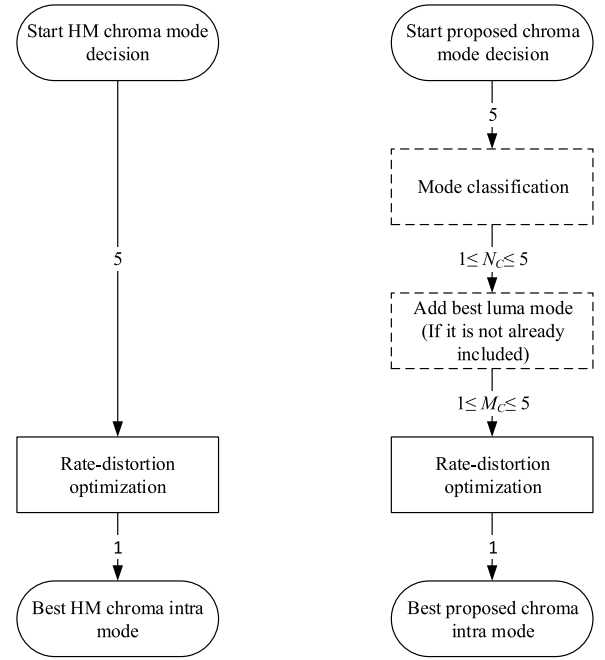 Start HM chroma mode
decision
5
Rate-distortion
optimization
1
Best HM chroma intra
mode
Start proposed chroma
mode decision
5
Mode classification
1≤ N_C≤ 5
Add best luma mode
(If it is not already
included)
1≤ M_C≤ 5
Rate-distortion
optimization
1
Best proposed chroma
intra mode